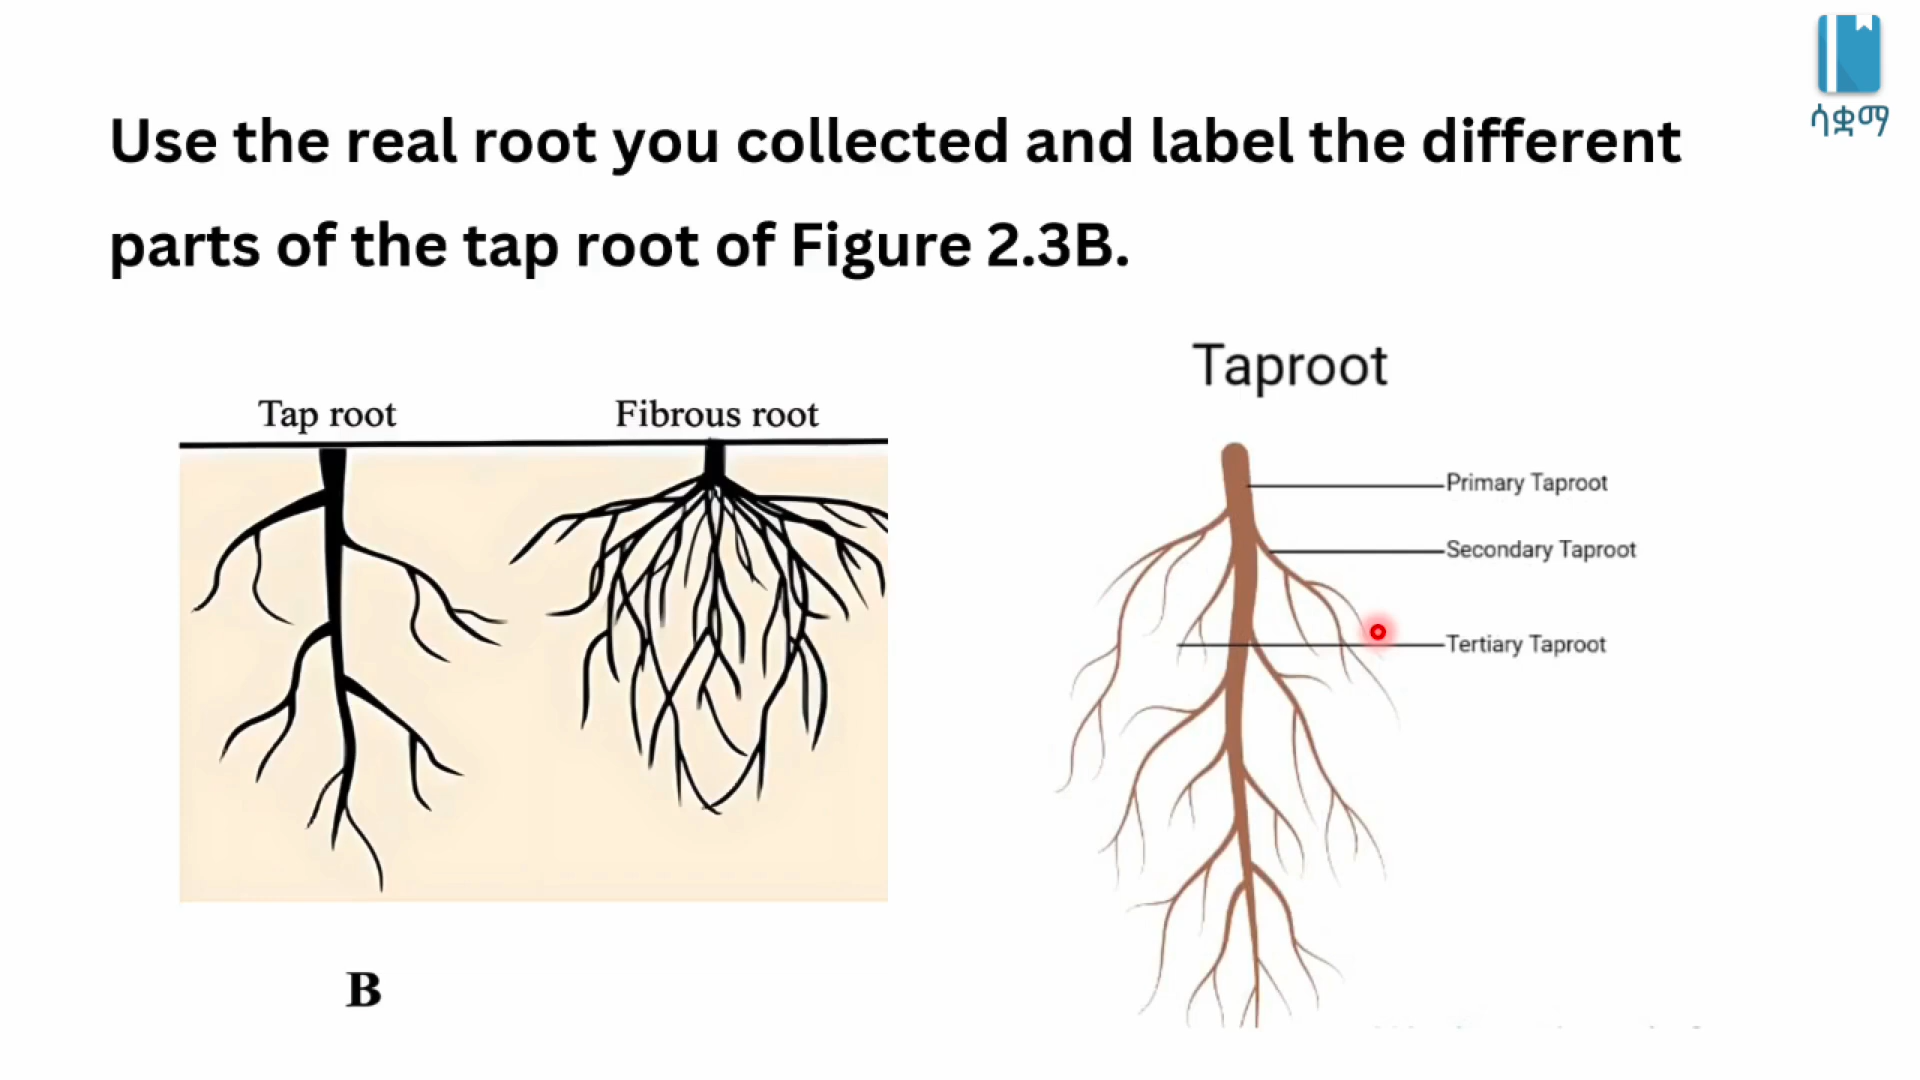 ሳቋማ
Use the real root you collected and label the different
parts of the tap root of Figure 2.3B.
Taproot
Tap root
Fibrous root
Primary Taproot
Secondary Taproot
Tertiary Taproot
B